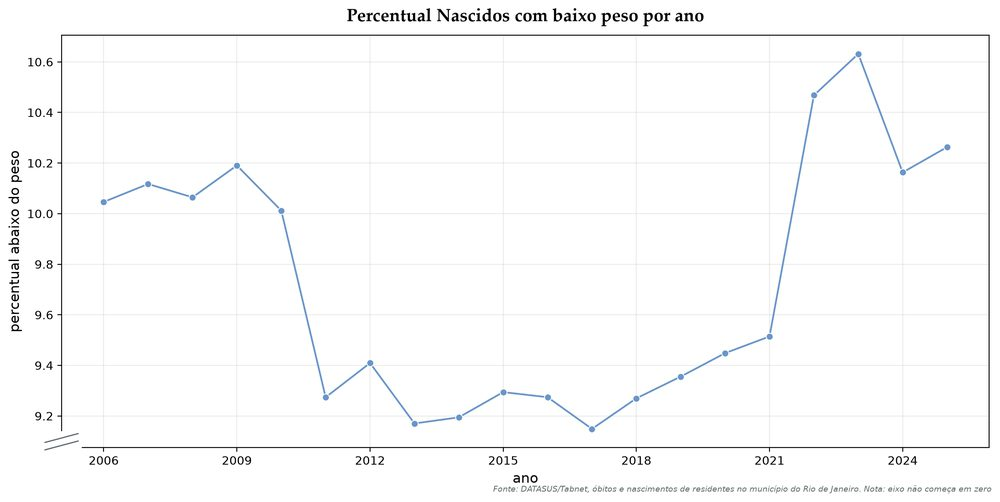 Percentual Nascidos com baixo peso por ano
percentual abaixo do peso
10.6
10.4
10.2
10.0
9.8
9.6
9.4
9.2
2006 2009 2012 2015 2018 2021 2024
ano
Fonte: DATASUS/Tabnet, óbitos e nascimentos de residentes no município do Rio de Janeiro. Nota: eixo não começa em zero